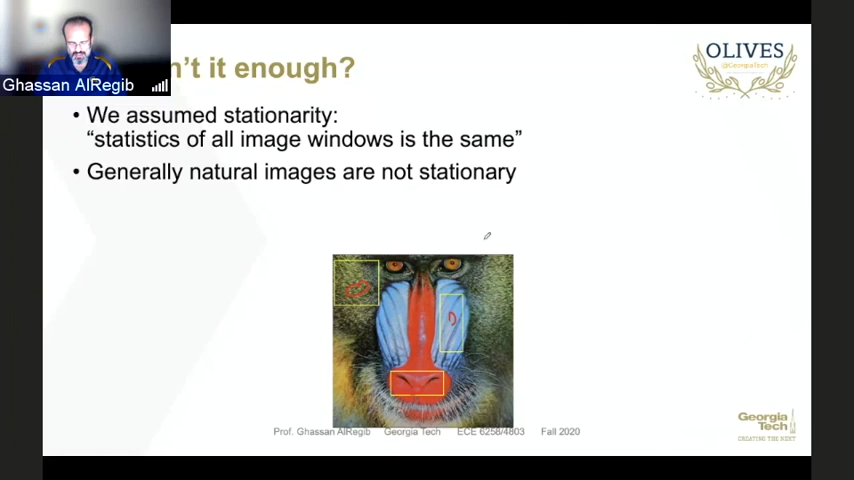 Ghassan AlRegib
n't it enough?
OLIVES
@GeorgiaTech
• We assumed stationarity:
“statistics of all image windows is the same”
• Generally natural images are not stationary
Prof. Ghassan AlRegib Georgia Tech ECE 6258/4803 Fall 2020
Georgia
Tech
CREATING THE NEXT